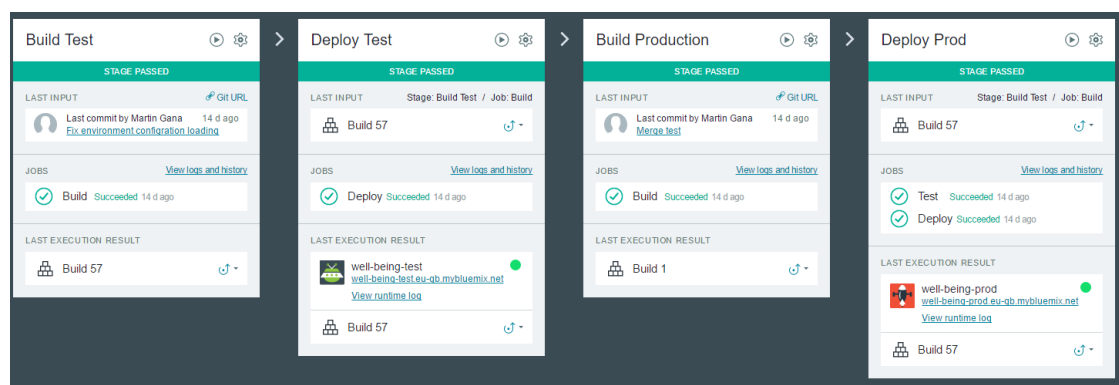 Build Test
STAGE PASSED
LAST INPUT Git URL
Last commit by Martin Gana 14 d ago
Fix environment configration loading
JOBS View logs and history
Build Succeeded 14 d ago
LAST EXECUTION RESULT
Build 57
Deploy Test
STAGE PASSED
LAST INPUT Stage: Build Test / Job: Build
Build 57
JOBS View logs and history
Deploy Succeeded 14 d ago
LAST EXECUTION RESULT
well-being-test
well-being-test.eu-gb.mybluemix.net
View runtime log
Build 57
Build Production
STAGE PASSED
LAST INPUT Git URL
Last commit by Martin Gana 14 d ago
Merge test
JOBS View logs and history
Build Succeeded 14 d ago
LAST EXECUTION RESULT
Build 1
Deploy Prod
STAGE PASSED
LAST INPUT Stage: Build Test / Job: Build
Build 57
JOBS View logs and history
Test Succeeded 14 d ago
Deploy Succeeded 14 d ago
LAST EXECUTION RESULT
well-being-prod
well-being-prod.eu-gb.mybluemix.net
View runtime log
Build 57